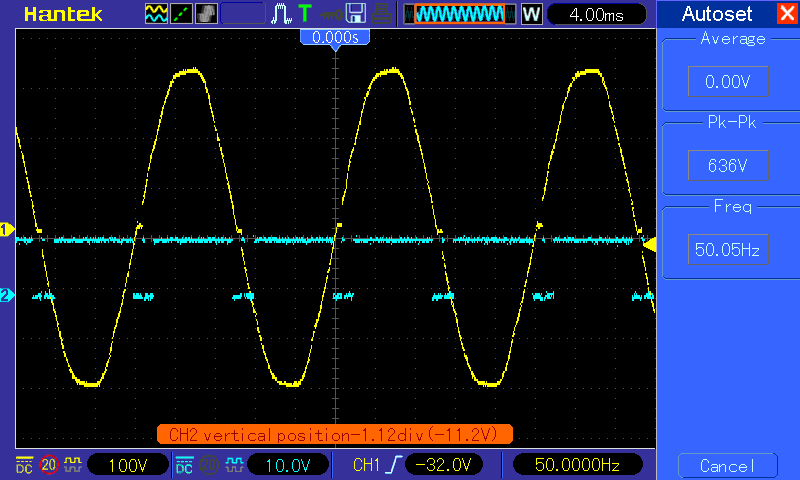 Hantek T W 4.00ms Autoset
0.000s
Average
0.00V
Pk-Pk
636V
Freq
50.05Hz
1
2
CH2 vertical position-1.12div(-11.2V)
DC 20 100V DC 20 10.0V CH1 -32.0V 50.0000Hz Cancel